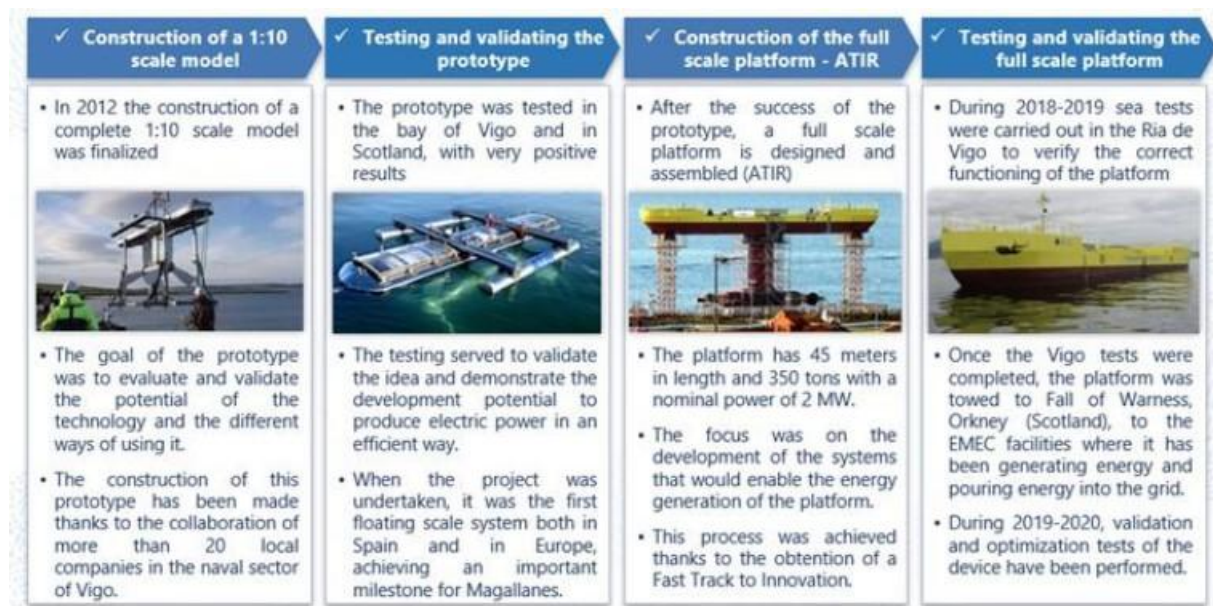 ✓ Construction of a 1:10
scale model
• In 2012 the construction of a
complete 1:10 scale model
was finalized
• The goal of the prototype
was to evaluate and validate
the potential of the
technology and the different
ways of using it.
• The construction of this
prototype has been made
thanks to the collaboration of
more than 20 local
companies in the naval sector
of Vigo.
✓ Testing and validating the
prototype
• The prototype was tested in
the bay of Vigo and in
Scotland, with very positive
results
• The testing served to validate
the idea and demonstrate the
development potential to
produce electric power in an
efficient way.
• When the project was
undertaken, it was the first
floating scale system both in
Spain and in Europe,
achieving an important
milestone for Magallanes.
✓ Construction of the full
scale platform - ATIR
• After the success of the
prototype, a full scale
platform is designed and
assembled (ATIR)
• The platform has 45 meters
in length and 350 tons with a
nominal power of 2 MW.
• The focus was on the
development of the systems
that would enable the energy
generation of the platform.
• This process was achieved
thanks to the obtention of a
Fast Track to Innovation.
✓ Testing and validating the
full scale platform
• During 2018-2019 sea tests
were carried out in the Ria de
Vigo to verify the correct
functioning of the platform
• Once the Vigo tests were
completed, the platform was
towed to Fall of Warness,
Orkney (Scotland), to the
EMEC facilities where it has
been generating energy and
pouring energy into the grid.
• During 2019-2020, validation
and optimization tests of the
device have been performed.